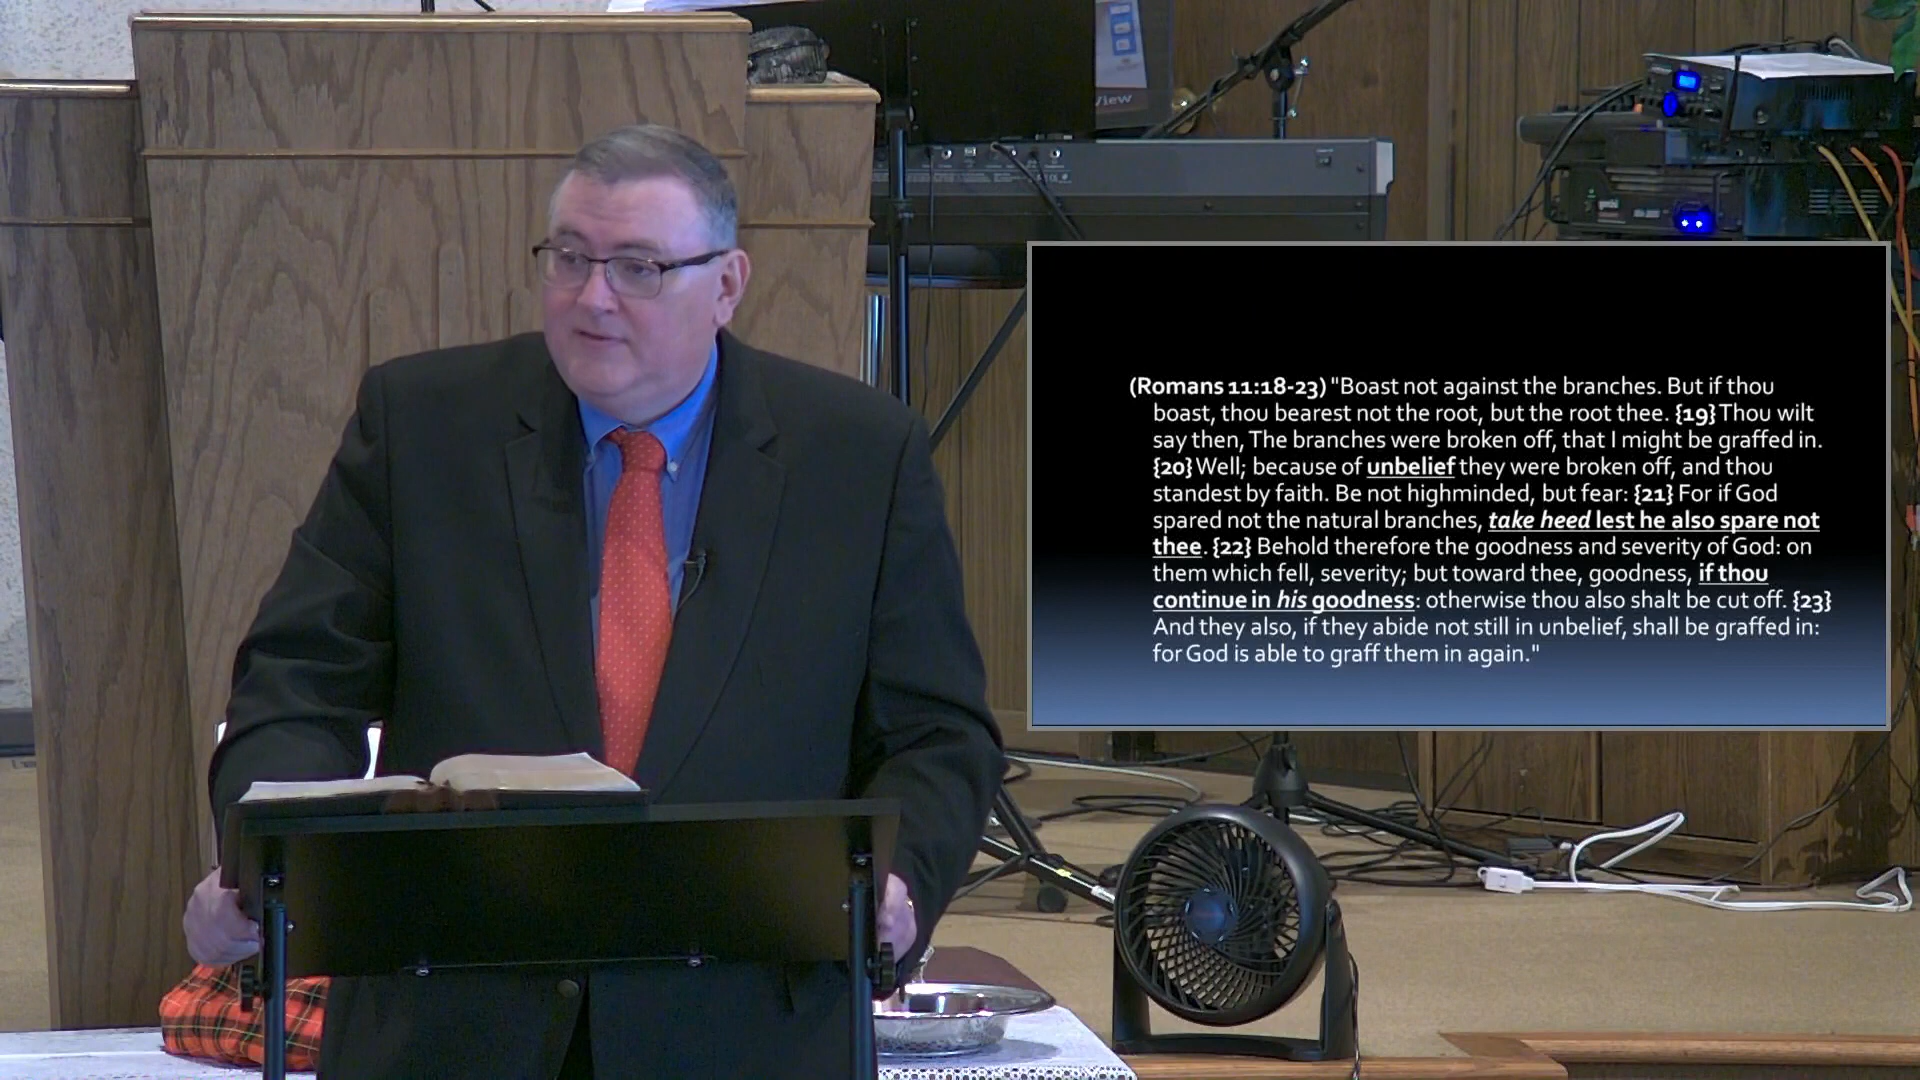 View
(Romans 11:18-23) "Boast not against the branches. But if thou
boast, thou bearest not the root, but the root thee. {19} Thou wilt
say then, The branches were broken off, that I might be graffed in.
{20} Well; because of unbelief they were broken off, and thou
standest by faith. Be not highminded, but fear: {21} For if God
spared not the natural branches, take heed lest he also spare not
thee. {22} Behold therefore the goodness and severity of God: on
them which fell, severity; but toward thee, goodness, if thou
continue in his goodness: otherwise thou also shalt be cut off. {23}
And they also, if they abide not still in unbelief, shall be graffed in:
for God is able to graff them in again."